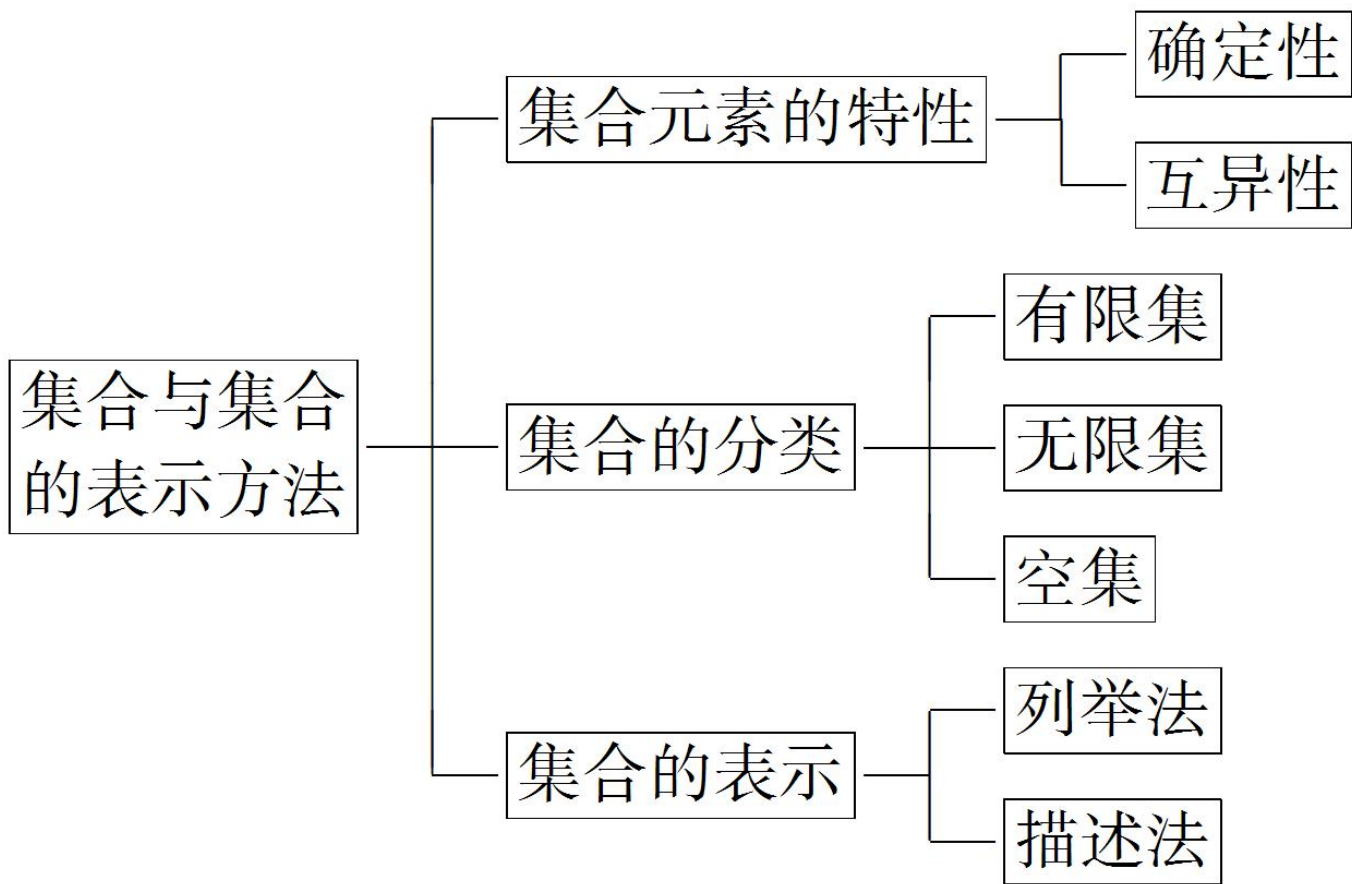 集合与集合
的表示方法
集合元素的特性
确定性
互异性
集合的分类
有限集
无限集
空集
集合的表示
列举法
描述法